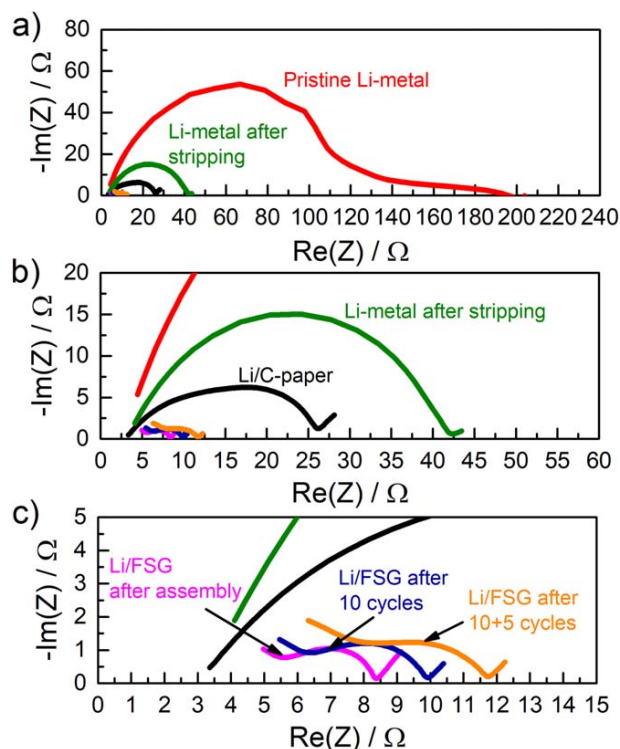 a)
80
60
40
20
0
-Im(Z) / Ω
Pristine Li-metal
Li-metal after
stripping
0 20 40 60 80 100 120 140 160 180 200 220 240
Re(Z) / Ω
b)
20
15
10
5
0
-Im(Z) / Ω
Li-metal after stripping
Li/C-paper
0 5 10 15 20 25 30 35 40 45 50 55 60
Re(Z) / Ω
c)
5
4
3
2
1
0
-Im(Z) / Ω
Li/FSG
after assembly
Li/FSG after
10 cycles
Li/FSG after
10+5 cycles
0 1 2 3 4 5 6 7 8 9 10 11 12 13 14 15
Re(Z) / Ω